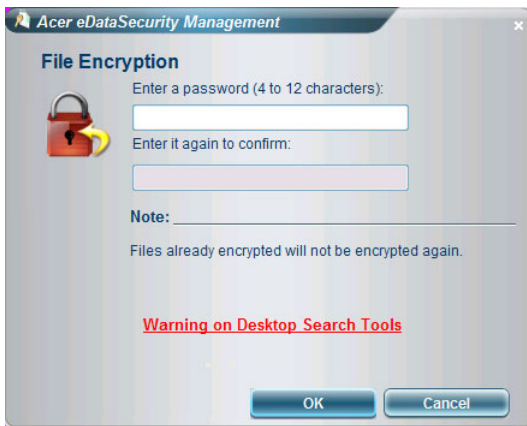 Acer eDataSecurity Management
File Encryption
Enter a password (4 to 12 characters):
Enter it again to confirm:
Note:
Files already encrypted will not be encrypted again.
Warning on Desktop Search Tools
OK
Cancel